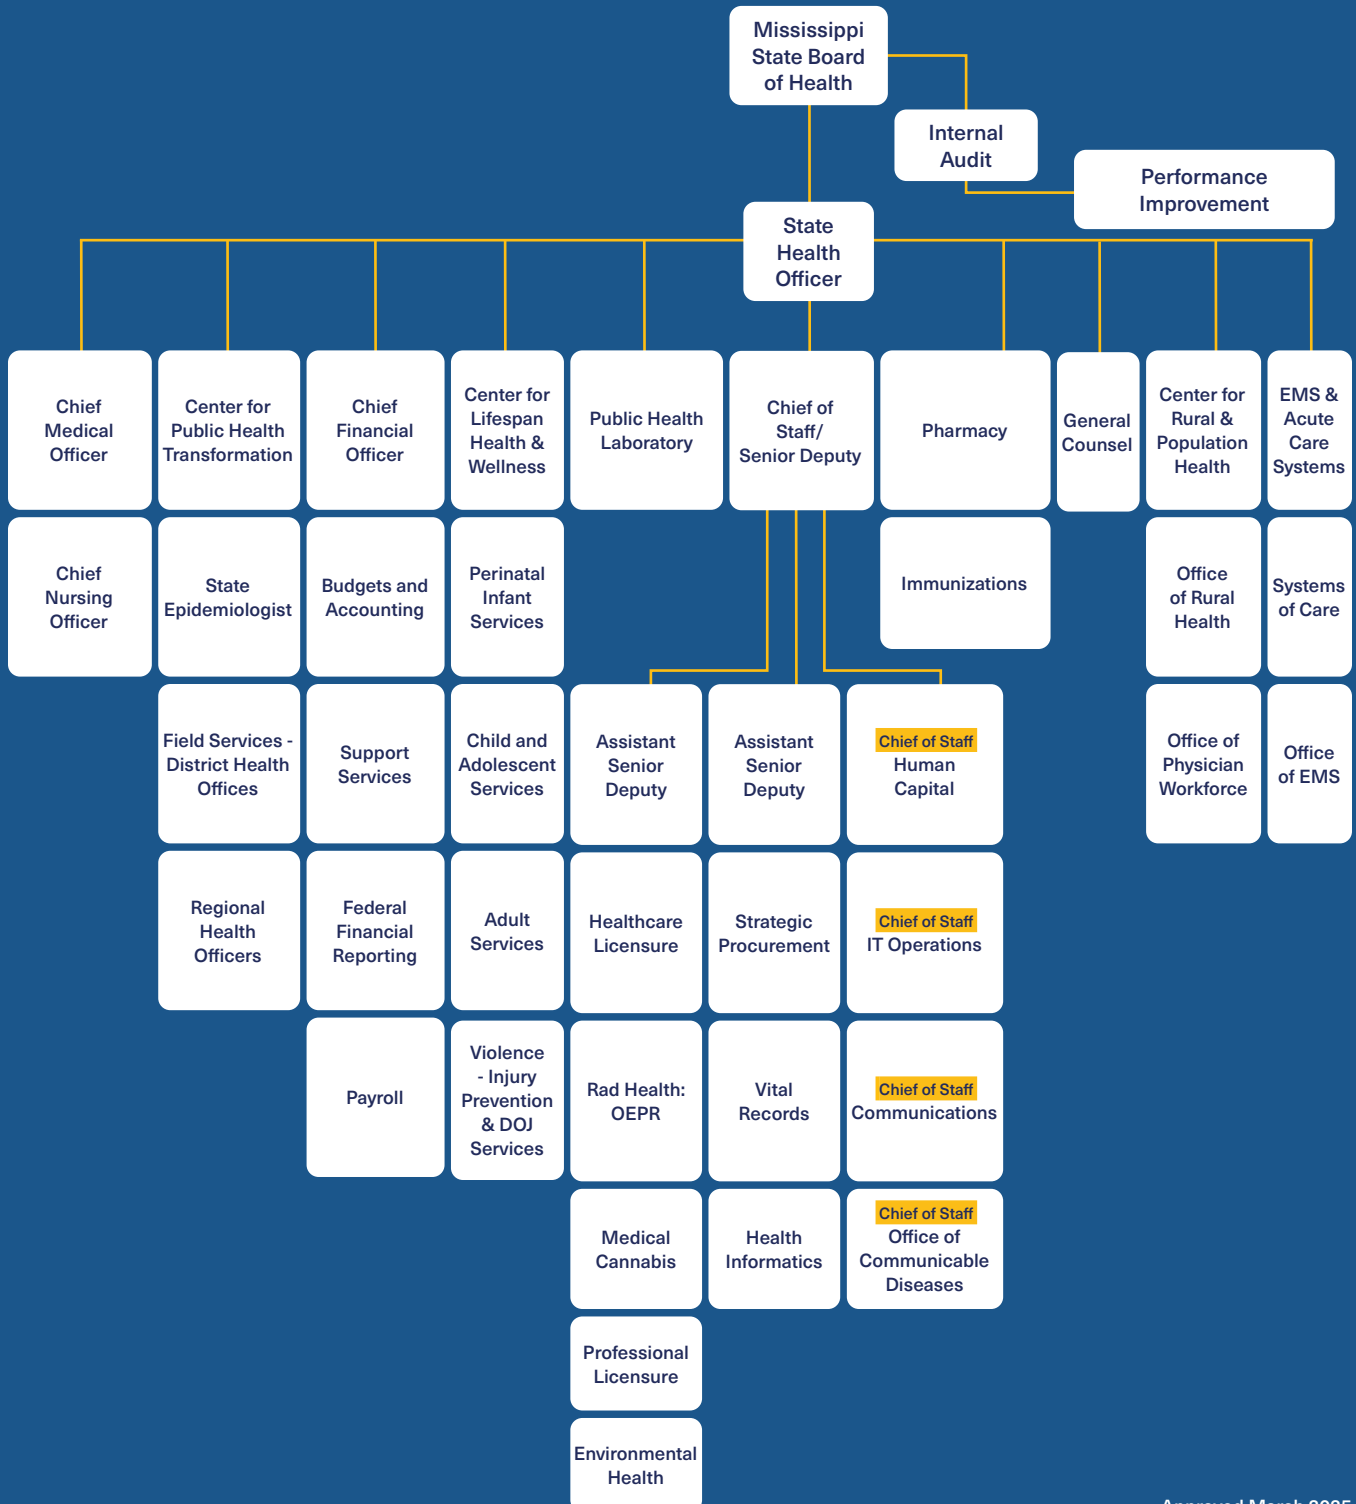 Mississippi
State Board
of Health
Internal
Audit
Performance
Improvement
State
Health
Officer
Chief
Medical
Officer
Center for
Public Health
Transformation
Chief
Financial
Officer
Center for
Lifespan
Health &
Wellness
Public Health
Laboratory
Chief of
Staff/
Senior Deputy
Pharmacy
General
Counsel
Center for
Rural &
Population
Health
EMS &
Acute
Care
Systems
Chief
Nursing
Officer
State
Epidemiologist
Budgets and
Accounting
Perinatal
Infant
Services
Immunizations
Office
of Rural
Health
Systems
of Care
Field Services -
District Health
Offices
Support
Services
Child and
Adolescent
Services
Assistant
Senior
Deputy
Assistant
Senior
Deputy
Chief of Staff
Human
Capital
Office of
Physician
Workforce
Office
of EMS
Regional
Health
Officers
Federal
Financial
Reporting
Adult
Services
Healthcare
Licensure
Strategic
Procurement
Chief of Staff
IT Operations
Payroll
Violence
- Injury
Prevention
& DOJ
Services
Rad Health:
OEPR
Vital
Records
Chief of Staff
Communications
Medical
Cannabis
Health
Informatics
Chief of Staff
Office of
Communicable
Diseases
Professional
Licensure
Environmental
Health
Approved March 2025